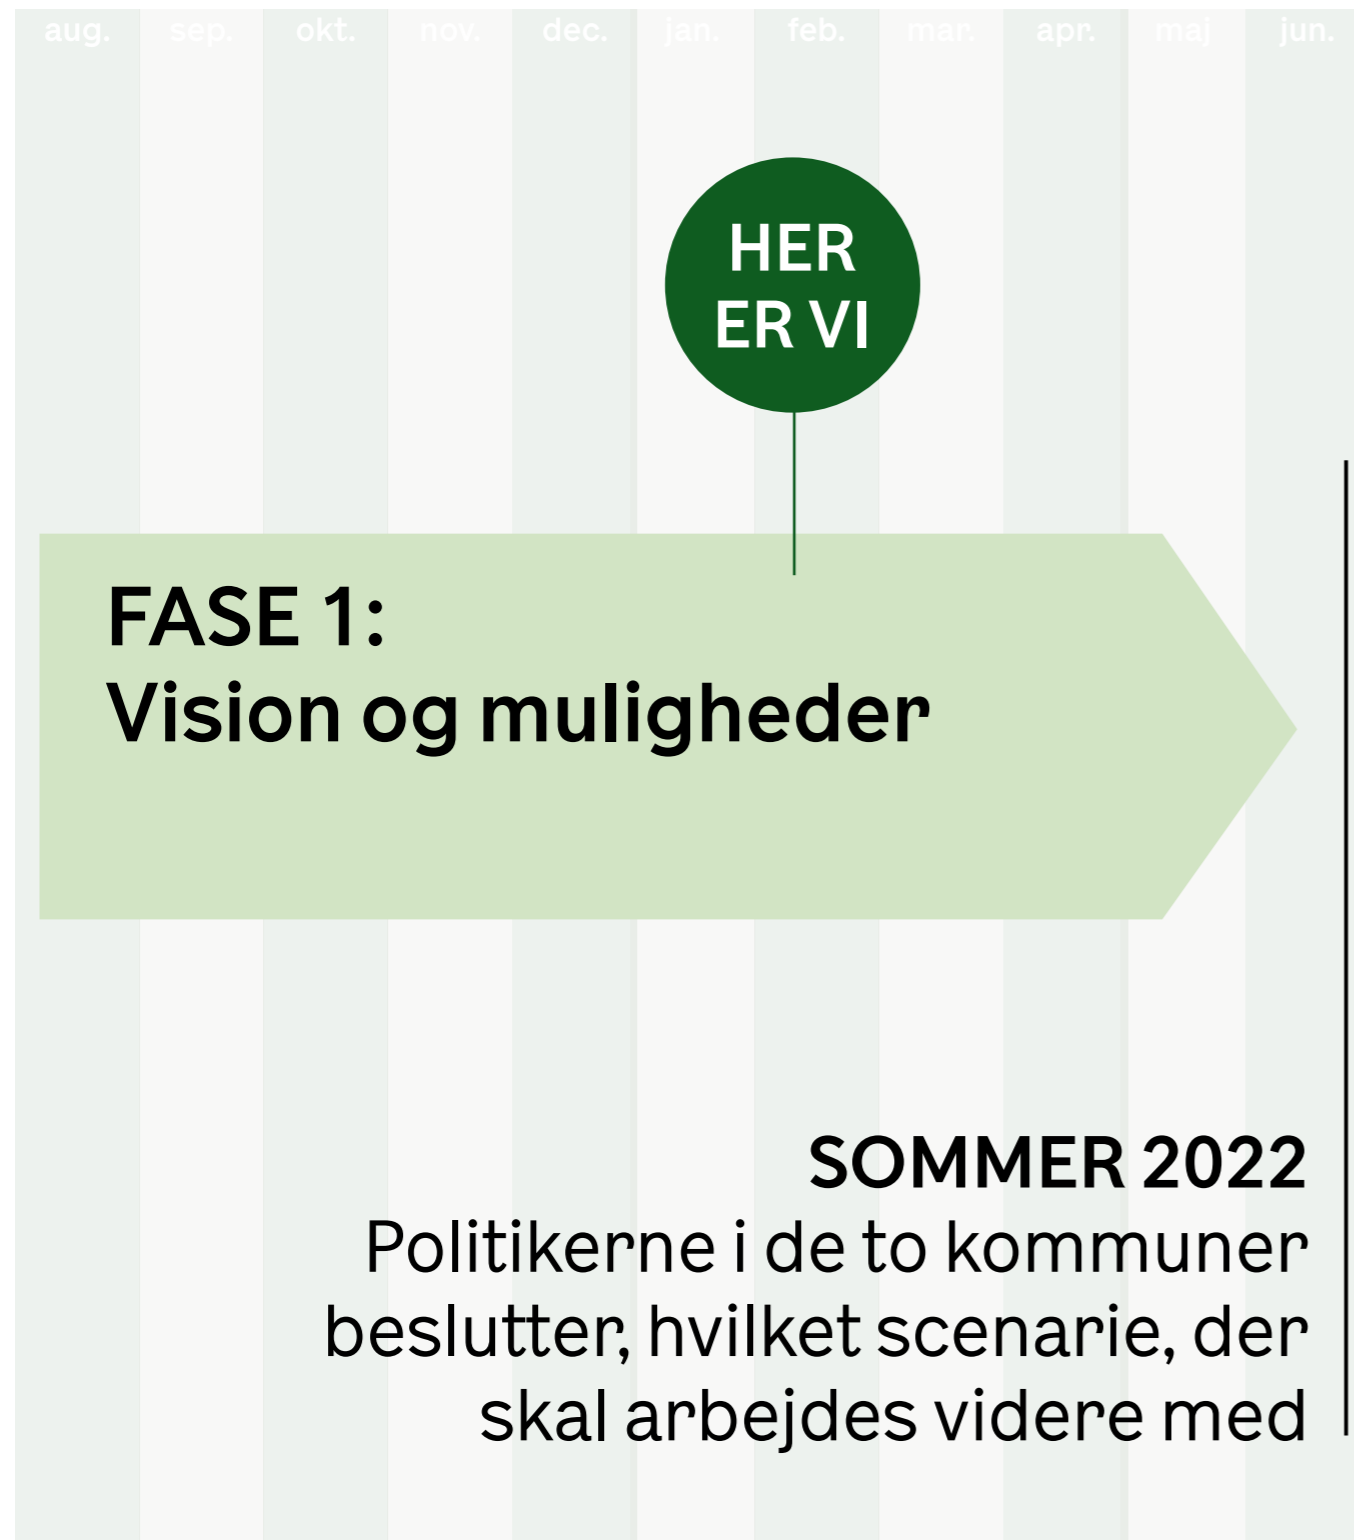 aug. sep. okt. nov. dec. jan. feb. mar. apr. maj jun.
HER
ER VI
FASE 1:
Vision og muligheder
SOMMER 2022
Politikerne i de to kommuner
beslutter, hvilket scenarie, der
skal arbejdes videre med